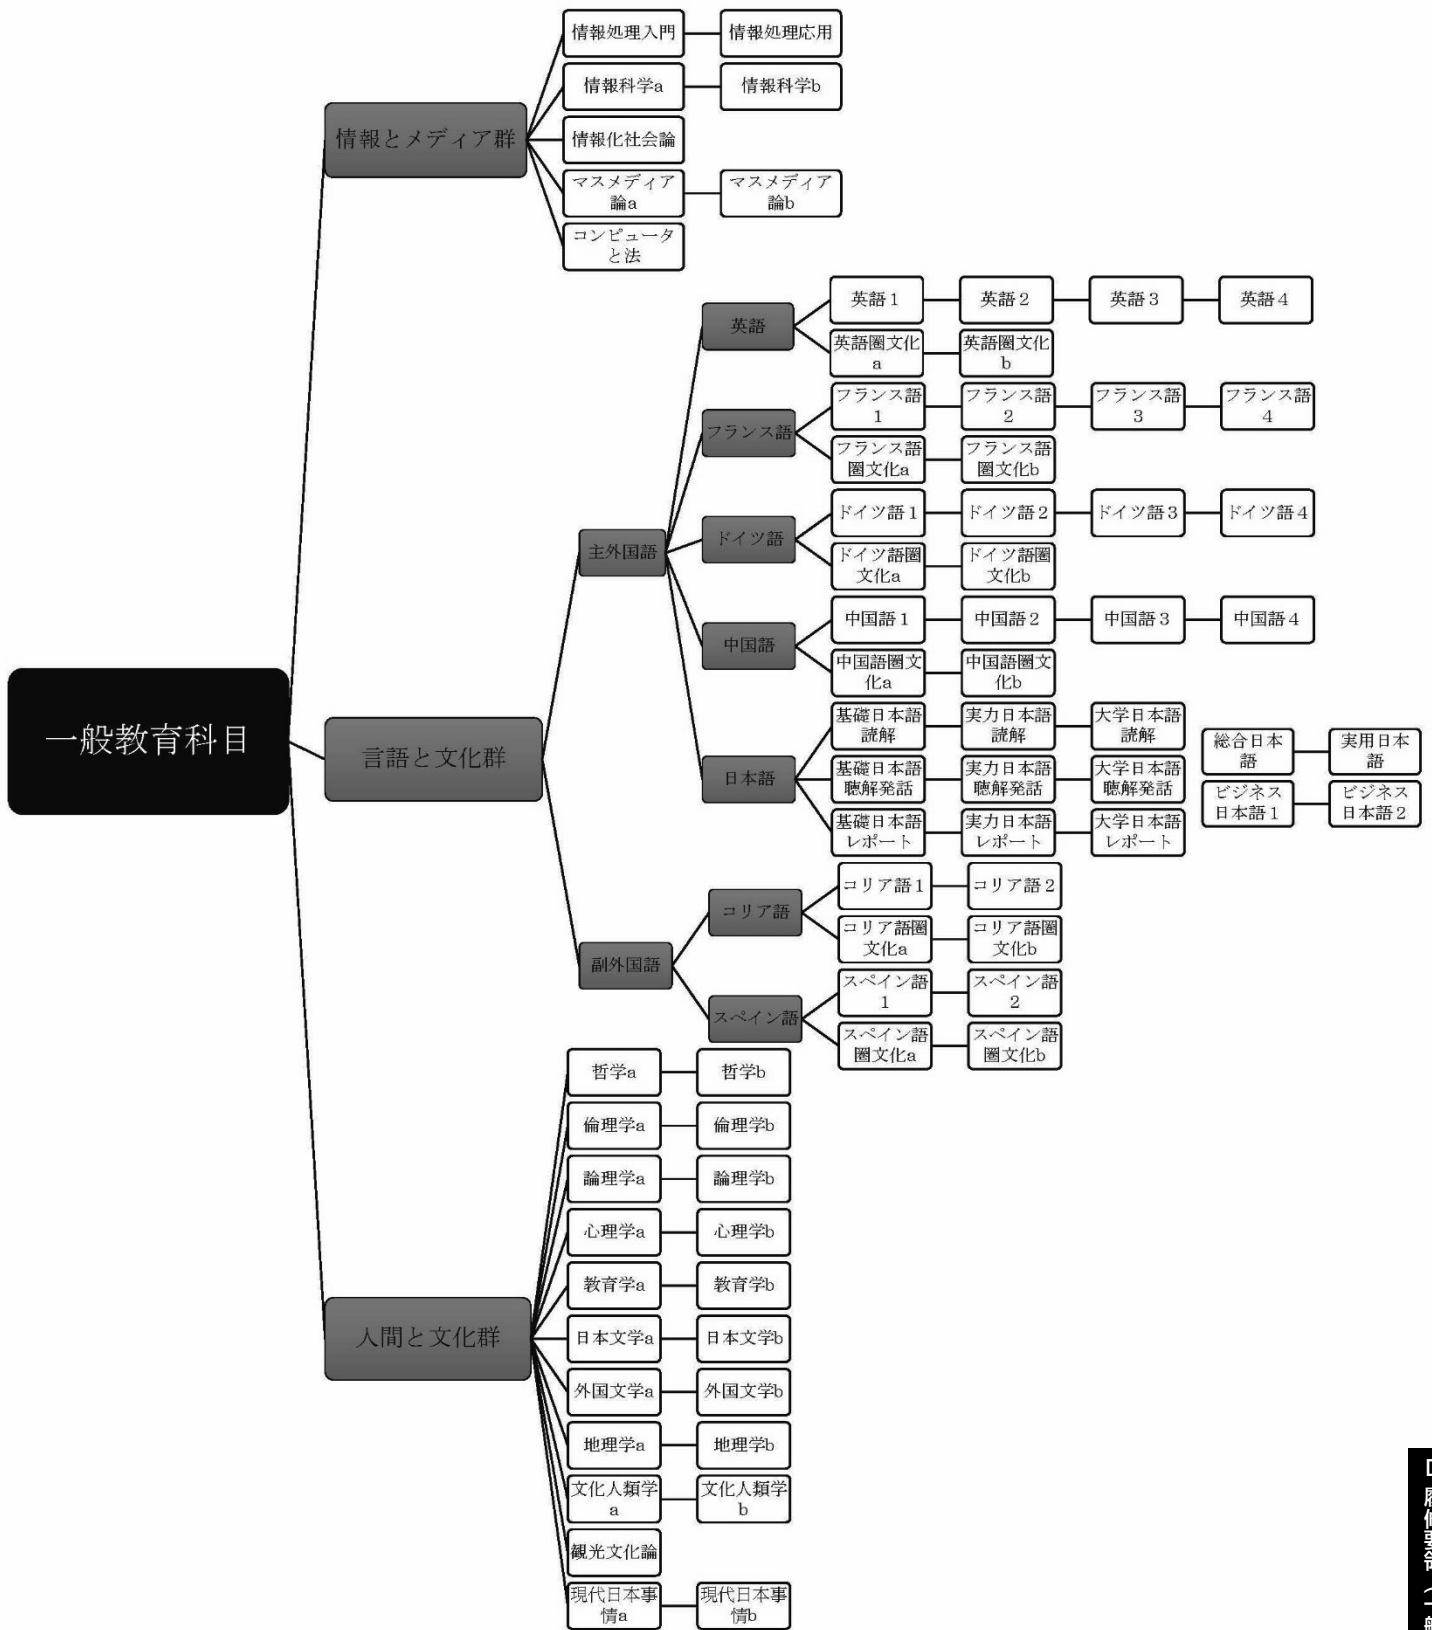 一般教育科目
情報とメディア群
情報処理入門
情報処理応用
情報科学a
情報科学b
情報化社会論
マスメディア
論a
マスメディア
論b
コンピュータ
と法
言語と文化群
主外国語
英語
英語1
英語2
英語3
英語4
英語圏文化
a
英語圏文化
b
フランス語
フランス語
1
フランス語
2
フランス語
3
フランス語
4
フランス語
圏文化a
フランス語
圏文化b
ドイツ語
ドイツ語1
ドイツ語2
ドイツ語3
ドイツ語4
ドイツ語圏
文化a
ドイツ語圏
文化b
中国語
中国語1
中国語2
中国語3
中国語4
中国語圏文
化a
中国語圏文
化b
日本語
基礎日本語
読解
実力日本語
読解
大学日本語
読解
基礎日本語
聴解発話
実力日本語
聴解発話
大学日本語
聴解発話
基礎日本語
レポート
実力日本語
レポート
大学日本語
レポート
総合日本
語
実用日本
語
ビジネス
日本語1
ビジネス
日本語2
副外国語
コリア語
コリア語1
コリア語2
コリア語圏
文化a
コリア語圏
文化b
スペイン語
スペイン語
1
スペイン語
2
スペイン語
圏文化a
スペイン語
圏文化b
人間と文化群
哲学a
哲学b
倫理学a
倫理学b
論理学a
論理学b
心理学a
心理学b
教育学a
教育学b
日本文学a
日本文学b
外国文学a
外国文学b
地理学a
地理学b
文化人類学
a
文化人類学
b
観光文化論
現代日本事
情a
現代日本事
情b
履修要領（一般